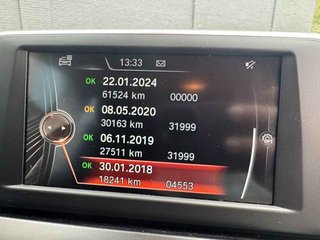 13:33
OK 22.01.2024
61524 km 00000
OK 08.05.2020
30163 km 31999
OK 06.11.2019
27511 km 31999
OK 30.01.2018
18241 km 04553